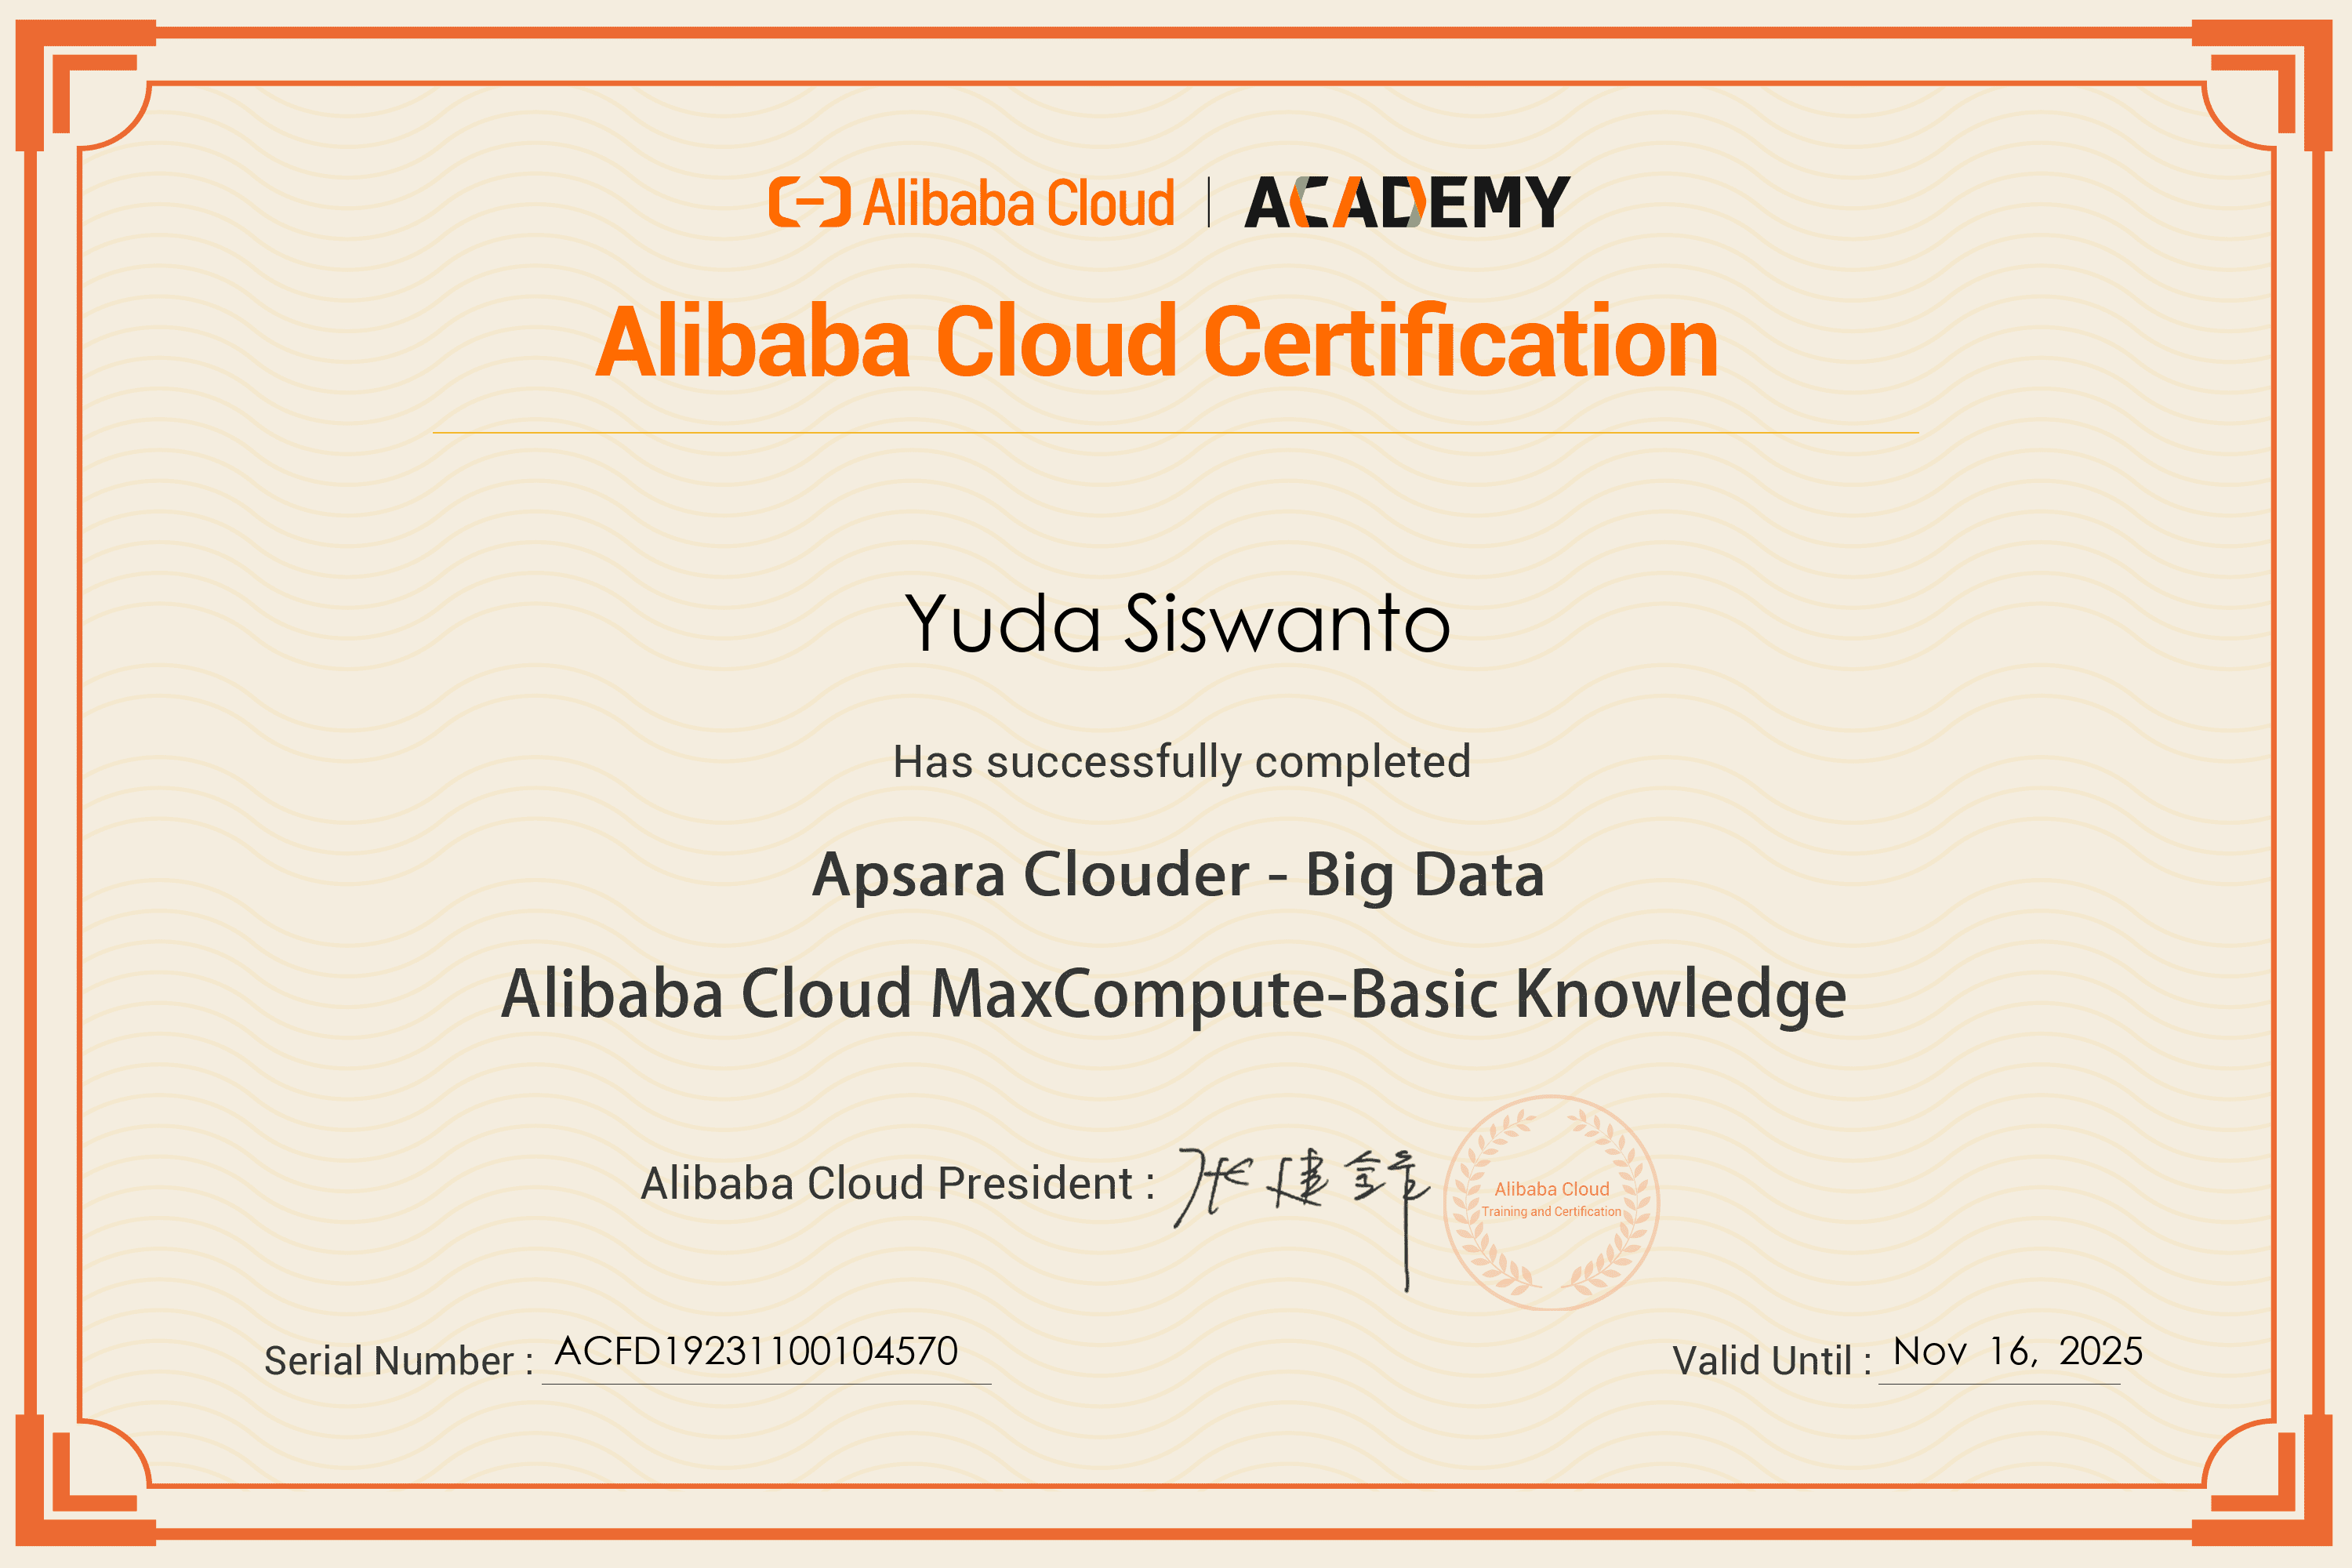 Alibaba Cloud | ACADEMY
Alibaba Cloud Certification
Yuda Siswanto
Has successfully completed
Apsara Clouder - Big Data
Alibaba Cloud MaxCompute-Basic Knowledge
Alibaba Cloud President : 张建锋
Alibaba Cloud
Training and Certification
Serial Number : ACFD19231100104570
Valid Until : Nov 16, 2025